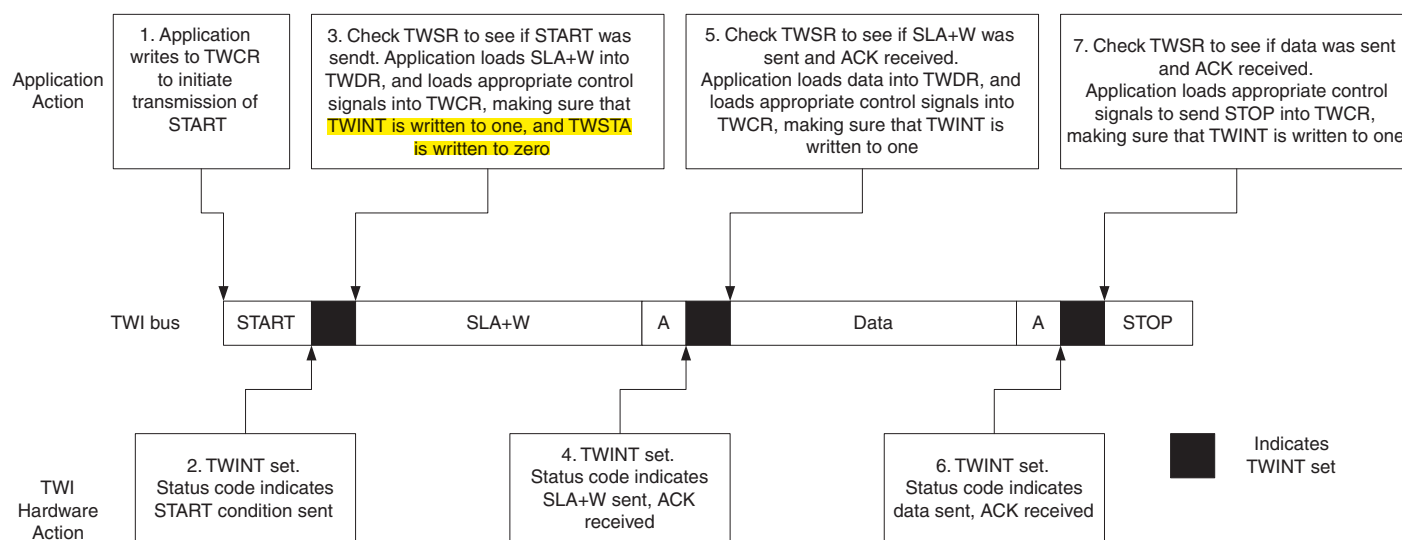 Application
Action
1. Application
writes to TWCR
to initiate
transmission of
START
3. Check TWSR to see if START was
sendt. Application loads SLA+W into
TWDR, and loads appropriate control
signals into TWCR, making sure that
TWINT is written to one, and TWSTA
is written to zero
5. Check TWSR to see if SLA+W was
sent and ACK received.
Application loads data into TWDR, and
loads appropriate control signals into
TWCR, making sure that TWINT is
written to one
7. Check TWSR to see if data was sent
and ACK received.
Application loads appropriate control
signals to send STOP into TWCR,
making sure that TWINT is written to one
TWI bus
START
SLA+W
A
Data
A
STOP
TWI
Hardware
Action
2. TWINT set.
Status code indicates
START condition sent
4. TWINT set.
Status code indicates
SLA+W sent, ACK
received
6. TWINT set.
Status code indicates
data sent, ACK received
Indicates
TWINT set